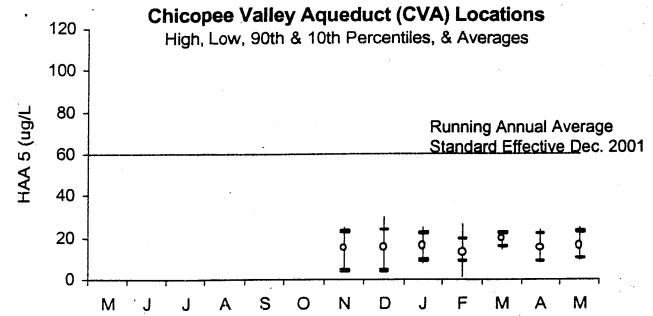 Chicopee Valley Aqueduct (CVA) Locations
High, Low, 90th & 10th Percentiles, & Averages
HAA 5 (ug/L
120
100
80
60
40
20
0
Running Annual Average
Standard Effective Dec. 2001
M J J A S O N D J F M A M